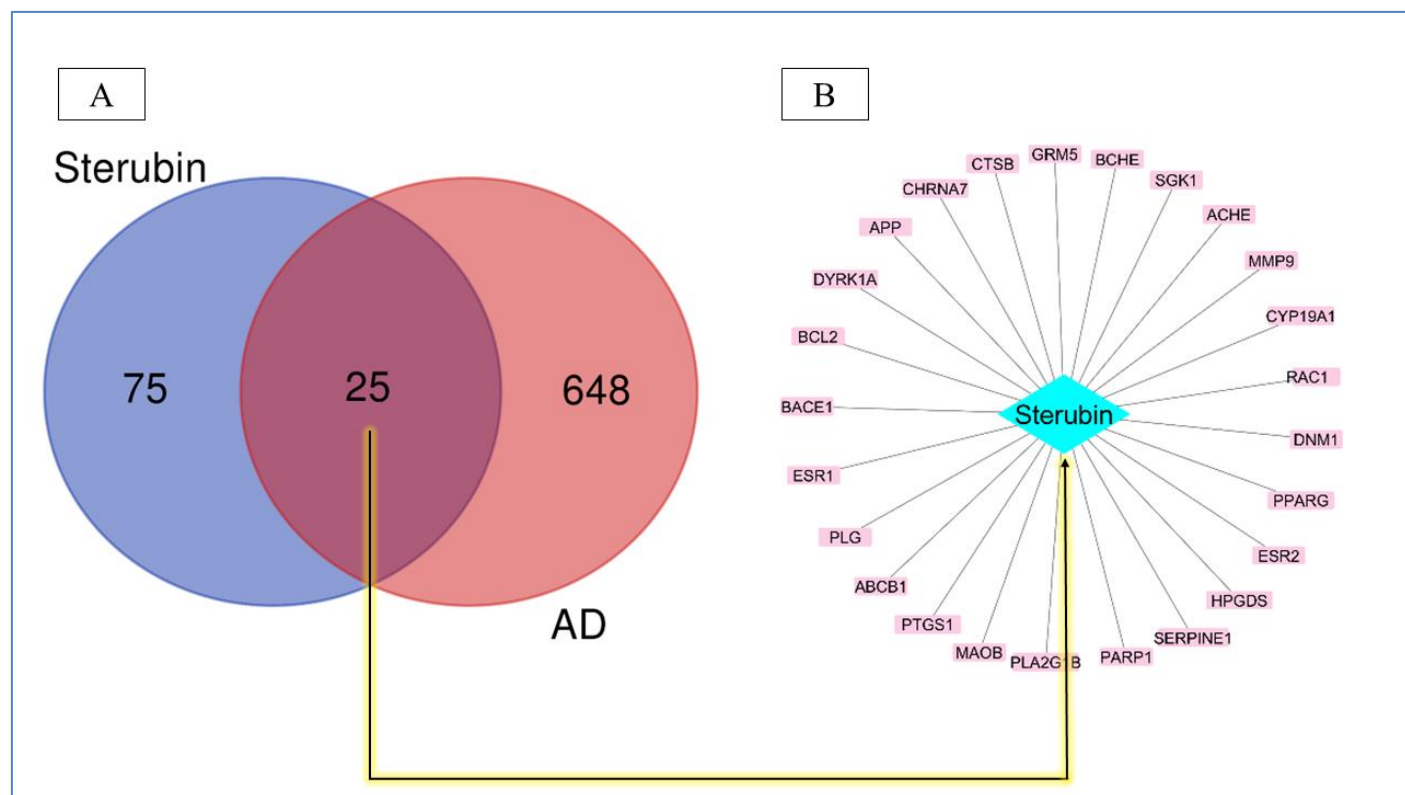 A
B
Sterubin
75
25
648
AD
GRM5
BCHE
CTSB
SGK1
CHRNA7
ACHE
APP
MMP9
DYRK1A
CYP19A1
BCL2
RAC1
BACE1
Sterubin
DNM1
ESR1
PPARG
PLG
ESR2
ABCB1
HPGDS
PTGS1
SERPINE1
MAOB
PLA2G1B
PARP1